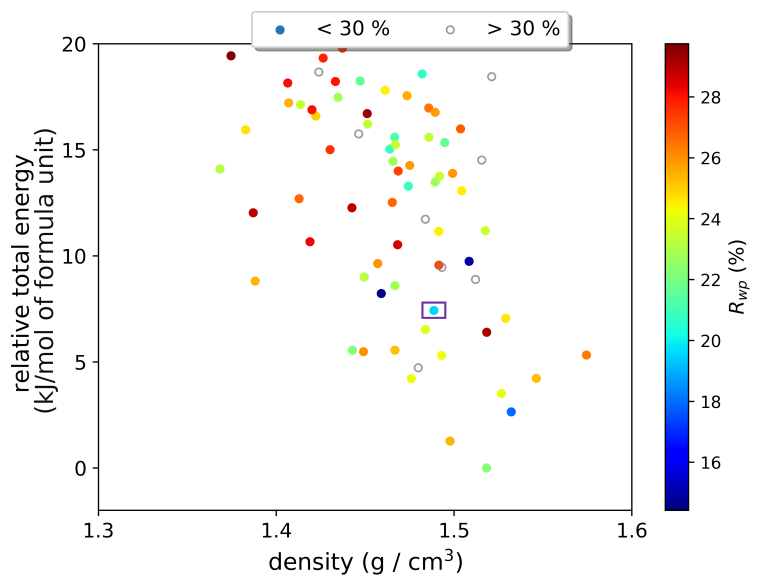 < 30 %
> 30 %
20
15
10
5
0
relative total energy
(kJ/mol of formula unit)
1.3
1.4
1.5
1.6
density (g / cm³)
28
26
24
22
20
18
16
R_wp (%)